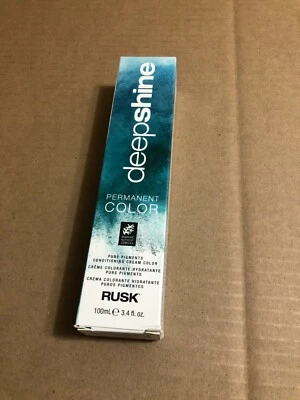 deepshine
PERMANENT
COLOR
PURE PIGMENTS
CONDITIONING CREAM COLOR
CRÈME COLORANTE HYDRATANTE
PURE PIGMENTS
CREMA COLORANTE HIDRATANTE
PUROS PIGMENTOS
RUSK
100mL ℮ 3.4 fl. oz.